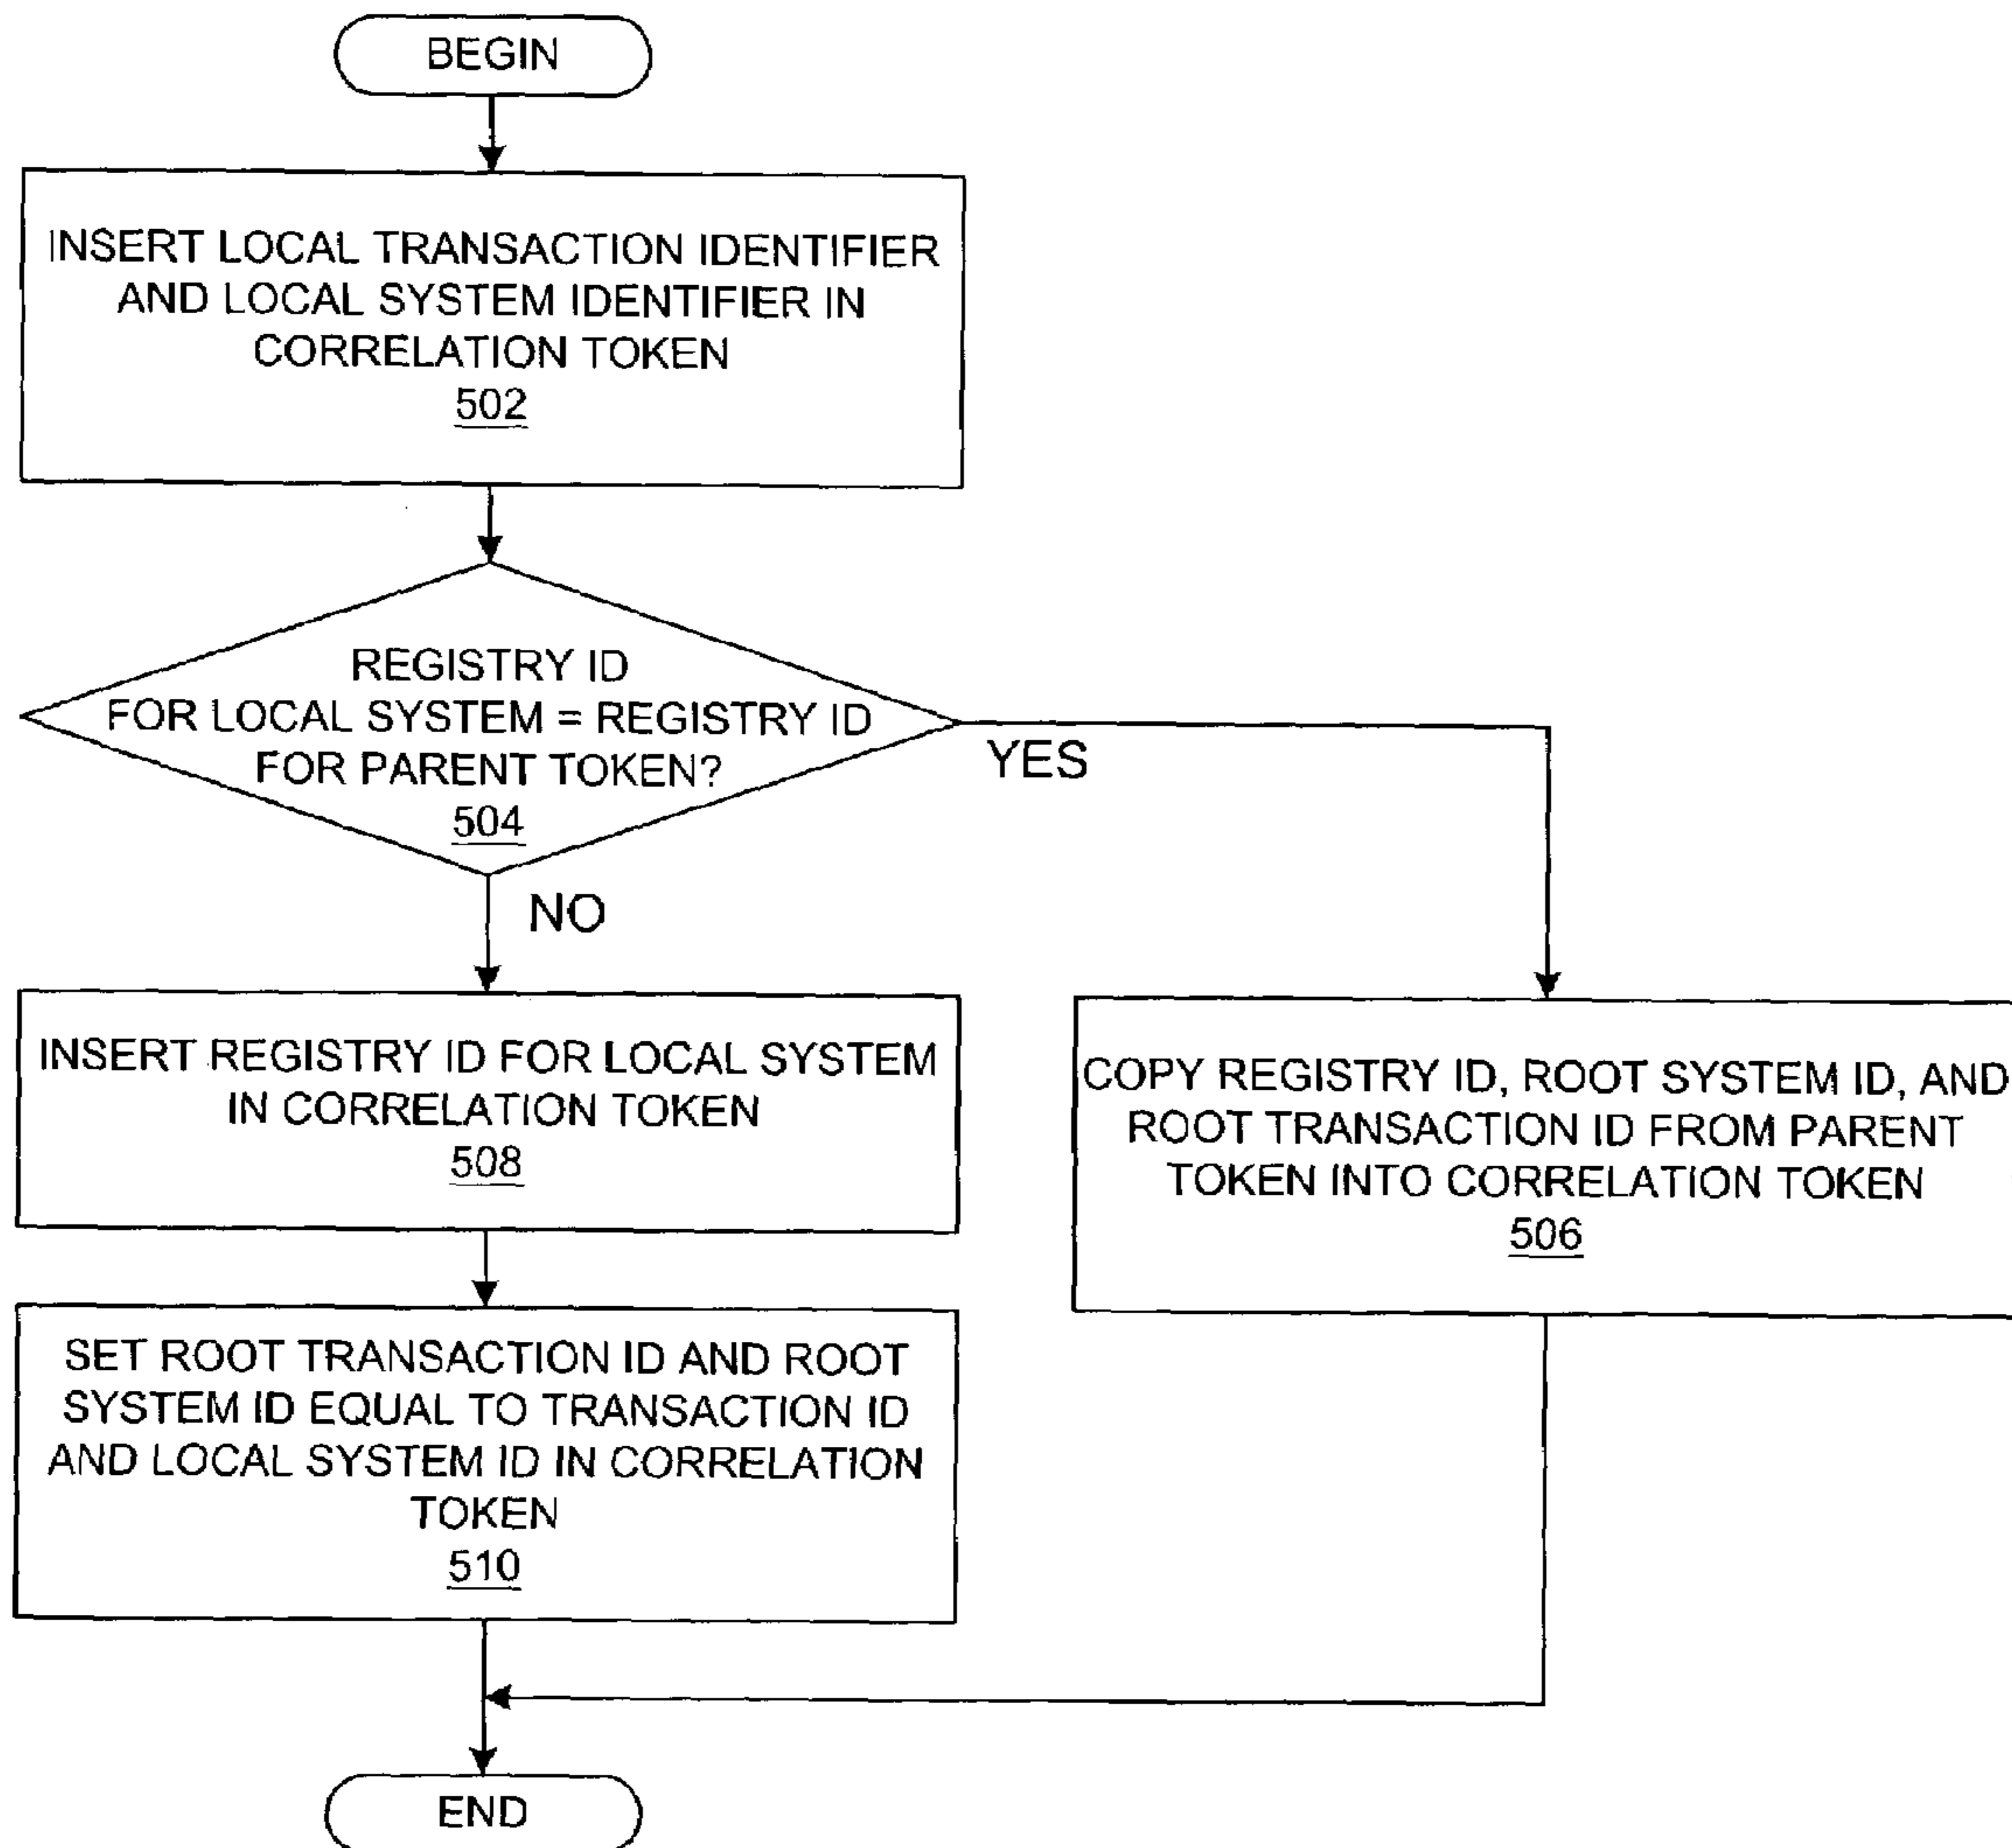 BEGIN
INSERT LOCAL TRANSACTION IDENTIFIER
AND LOCAL SYSTEM IDENTIFIER IN
CORRELATION TOKEN
502
REGISTRY ID
FOR LOCAL SYSTEM = REGISTRY ID
FOR PARENT TOKEN?
504
YES
NO
INSERT REGISTRY ID FOR LOCAL SYSTEM
IN CORRELATION TOKEN
508
COPY REGISTRY ID, ROOT SYSTEM ID, AND
ROOT TRANSACTION ID FROM PARENT
TOKEN INTO CORRELATION TOKEN
506
SET ROOT TRANSACTION ID AND ROOT
SYSTEM ID EQUAL TO TRANSACTION ID
AND LOCAL SYSTEM ID IN CORRELATION
TOKEN
510
END